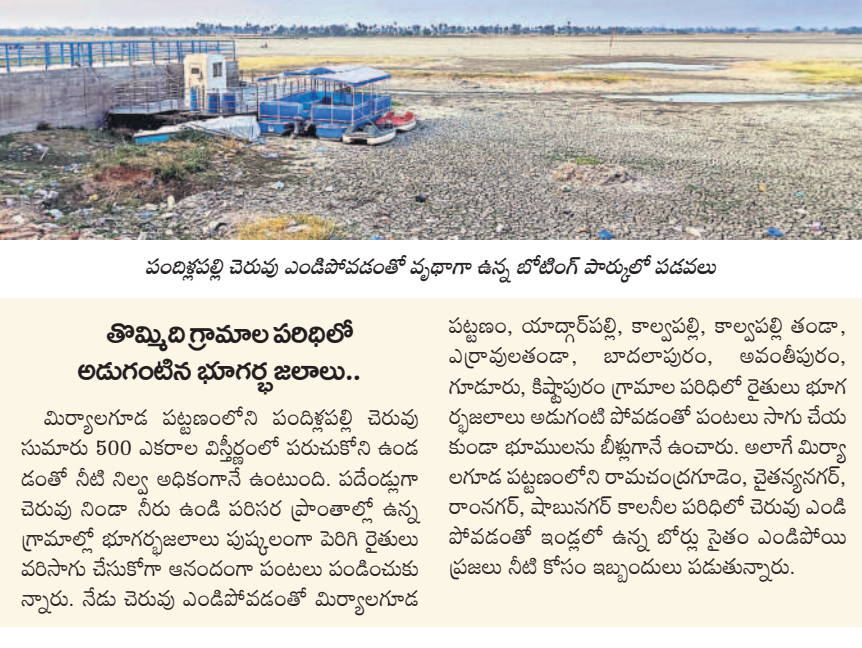 పందిళ్లపల్లి చెరువు ఎండిపోవడంతో వృథాగా ఉన్న బోటింగ్ పార్కులో పడవలు
తొమ్మిది గ్రామాల పరిధిలో
అడుగంటిన భూగర్భ జలాలు..
మిర్యాలగూడ పట్టణంలోని పందిళ్లపల్లి చెరువు
సుమారు 500 ఎకరాల విస్తీర్ణంలో పరుచుకోని ఉండ
డంతో నీటి నిల్వ అధికంగానే ఉంటుంది. పదేండ్లుగా
చెరువు నిండా నీరు ఉండి పరిసర ప్రాంతాల్లో ఉన్న
గ్రామాల్లో భూగర్భజలాలు పుష్కలంగా పెరిగి రైతులు
వరిసాగు చేసుకోగా ఆనందంగా పంటలు పండించుకు
న్నారు. నేడు చెరువు ఎండిపోవడంతో మిర్యాలగూడ
పట్టణం, యాద్గార్‌పల్లి, కాల్వపల్లి, కాల్వపల్లి తండా,
ఎర్రావులతండా, బాదలాపురం, అవంతీపురం,
గూడూరు, కిష్టాపురం గ్రామాల పరిధిలో రైతులు భూగ
ర్భజలాలు అడుగంటి పోవడంతో పంటలు సాగు చేయ
కుండా భూములను బీళ్లుగానే ఉంచారు. అలాగే మిర్యా
లగూడ పట్టణంలోని రామచంద్రగూడెం, చైతన్యనగర్,
రాంనగర్, షాబునగర్ కాలనీల పరిధిలో చెరువు ఎండి
పోవడంతో ఇండ్లలో ఉన్న బోర్లు సైతం ఎండిపోయి
ప్రజలు నీటి కోసం ఇబ్బందులు పడుతున్నారు.